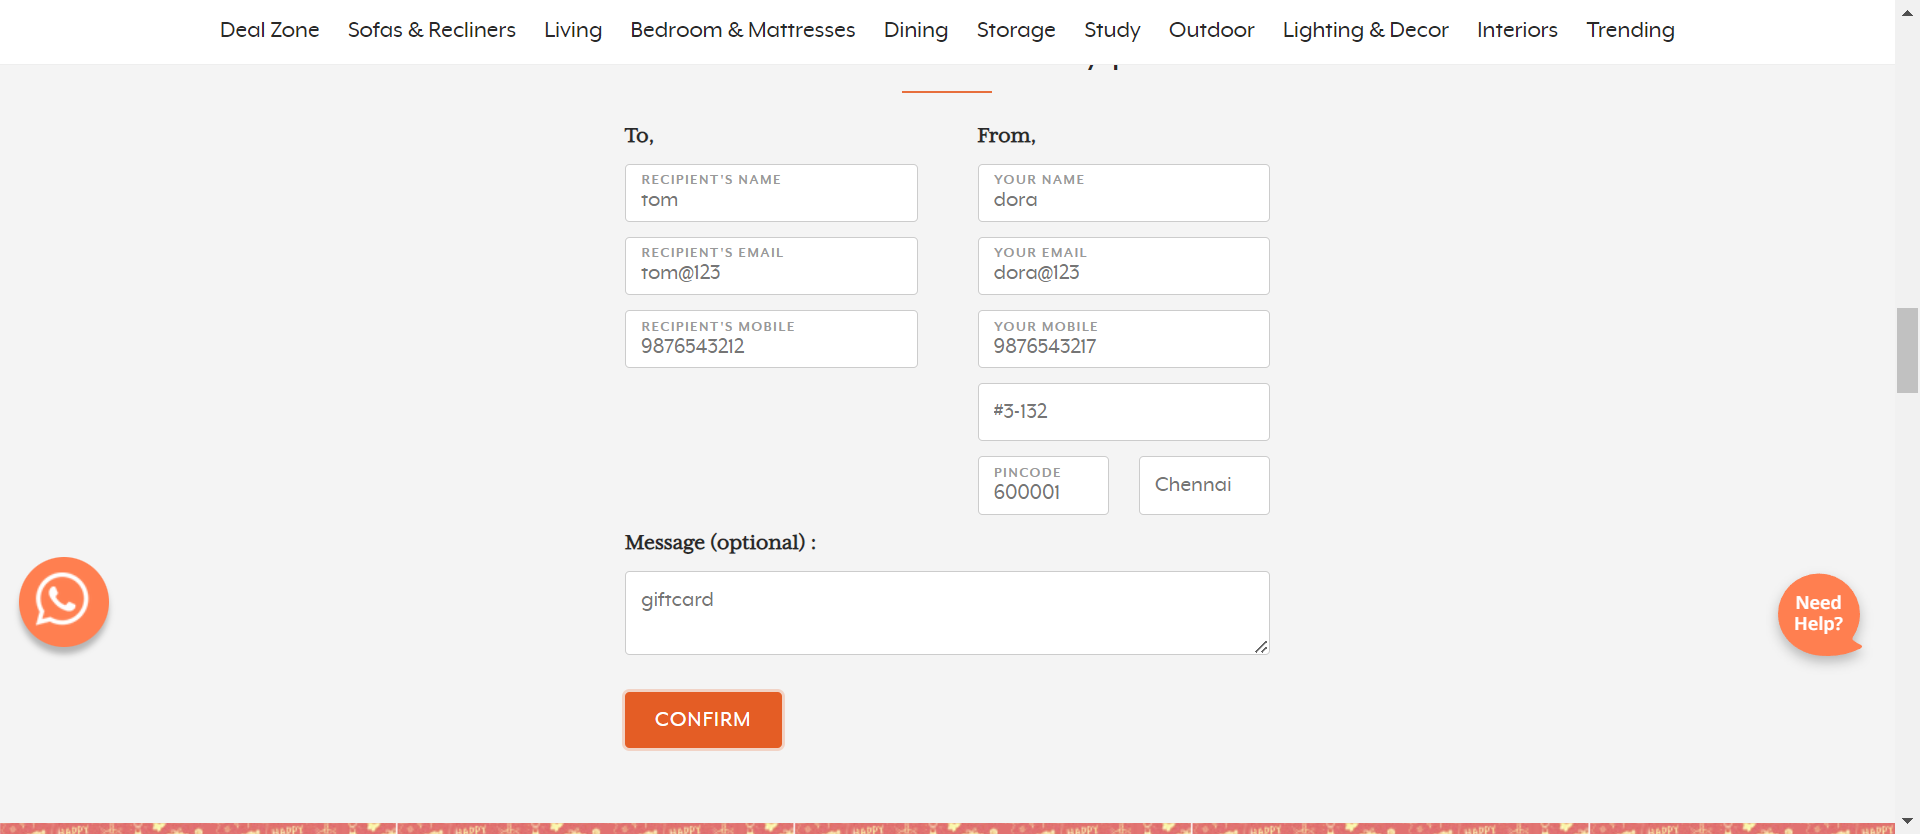 Deal Zone Sofas & Recliners Living Bedroom & Mattresses Dining Storage Study Outdoor Lighting & Decor Interiors Trending
To,
RECIPIENT'S NAME
tom
RECIPIENT'S EMAIL
tom@123
RECIPIENT'S MOBILE
9876543212
From,
YOUR NAME
dora
YOUR EMAIL
dora@123
YOUR MOBILE
9876543217
#3-132
PINCODE
600001
Chennai
Message (optional) :
giftcard
CONFIRM
Need
Help?